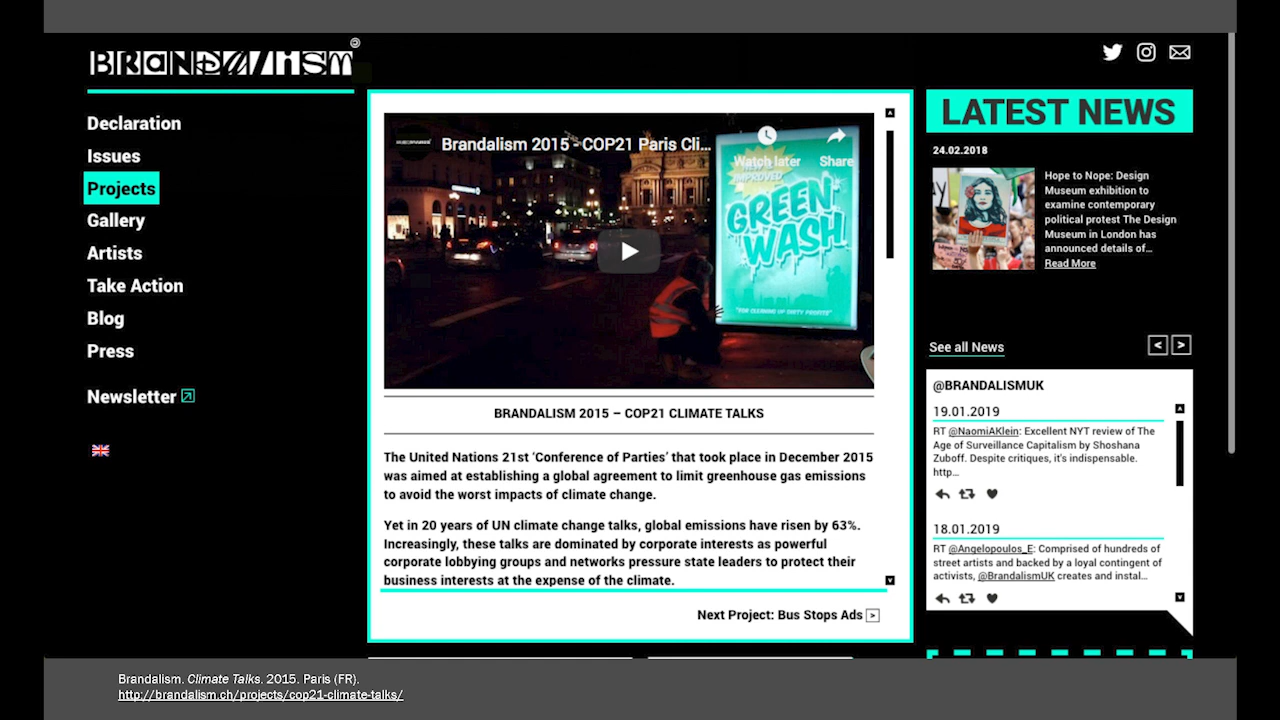 BRANDALISM
Declaration
Issues
Projects
Gallery
Artists
Take Action
Blog
Press
Newsletter
Brandalism 2015 - COP21 Paris Cli...
Watch later Share
IMPROVED
GREEN
WASH
"FOR CLEANING UP DIRTY PROFITS"
BRANDALISM 2015 – COP21 CLIMATE TALKS
The United Nations 21st ‘Conference of Parties’ that took place in December 2015
was aimed at establishing a global agreement to limit greenhouse gas emissions
to avoid the worst impacts of climate change.
Yet in 20 years of UN climate change talks, global emissions have risen by 63%.
Increasingly, these talks are dominated by corporate interests as powerful
corporate lobbying groups and networks pressure state leaders to protect their
business interests at the expense of the climate.
Next Project: Bus Stops Ads >
LATEST NEWS
24.02.2018
Hope to Nope: Design
Museum exhibition to
examine contemporary
political protest The Design
Museum in London has
announced details of...
Read More
See all News
< >
@BRANDALISMUK
19.01.2019
RT @NaomiAKlein: Excellent NYT review of The
Age of Surveillance Capitalism by Shoshana
Zuboff. Despite critiques, it's indispensable.
http...
18.01.2019
RT @Angelopoulos_E: Comprised of hundreds of
street artists and backed by a loyal contingent of
activists, @BrandalismUK creates and instal...
Brandalism. Climate Talks. 2015. Paris (FR).
http://brandalism.ch/projects/cop21-climate-talks/